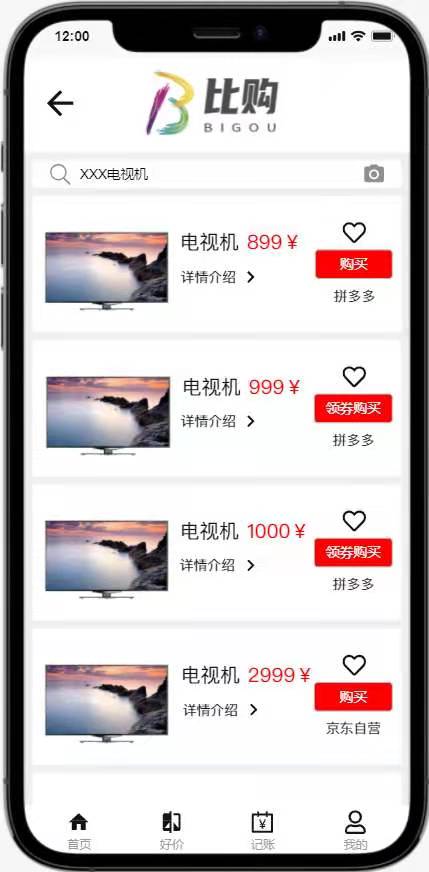 12:00
比购
BIGOU
XXX电视机
电视机 899￥
购买
详情介绍
拼多多
电视机 999￥
领券购买
详情介绍
拼多多
电视机 1000￥
领券购买
详情介绍
拼多多
电视机 2999￥
购买
详情介绍
京东自营
首页 好价 记账 我的